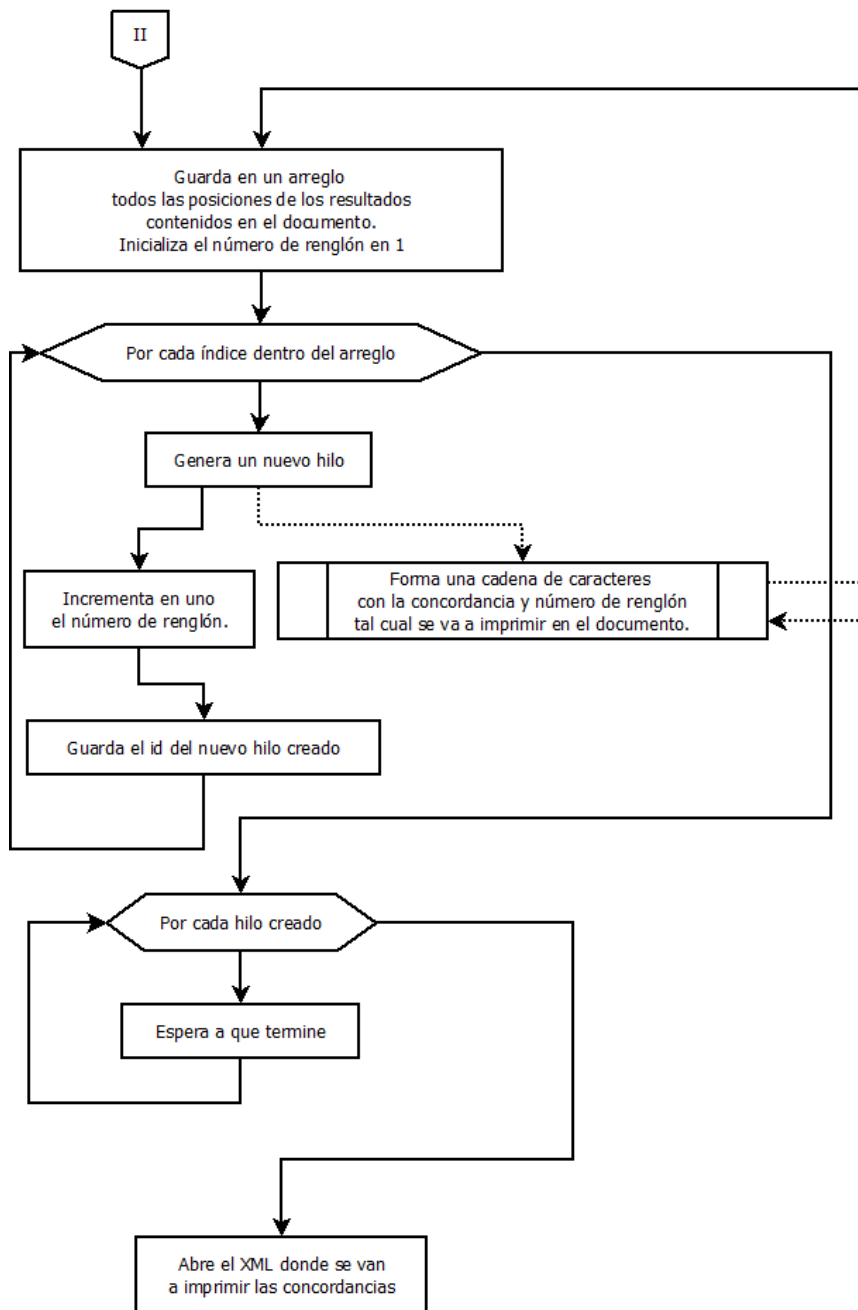 II
Guarda en un arreglo
todos las posiciones de los resultados
contenidos en el documento.
Inicializa el número de renglón en 1
Por cada índice dentro del arreglo
Genera un nuevo hilo
Forma una cadena de caracteres
con la concordancia y número de renglón
tal cual se va a imprimir en el documento.
Incrementa en uno
el número de renglón.
Guarda el id del nuevo hilo creado
Por cada hilo creado
Espera a que termine
Abre el XML donde se van
a imprimir las concordancias